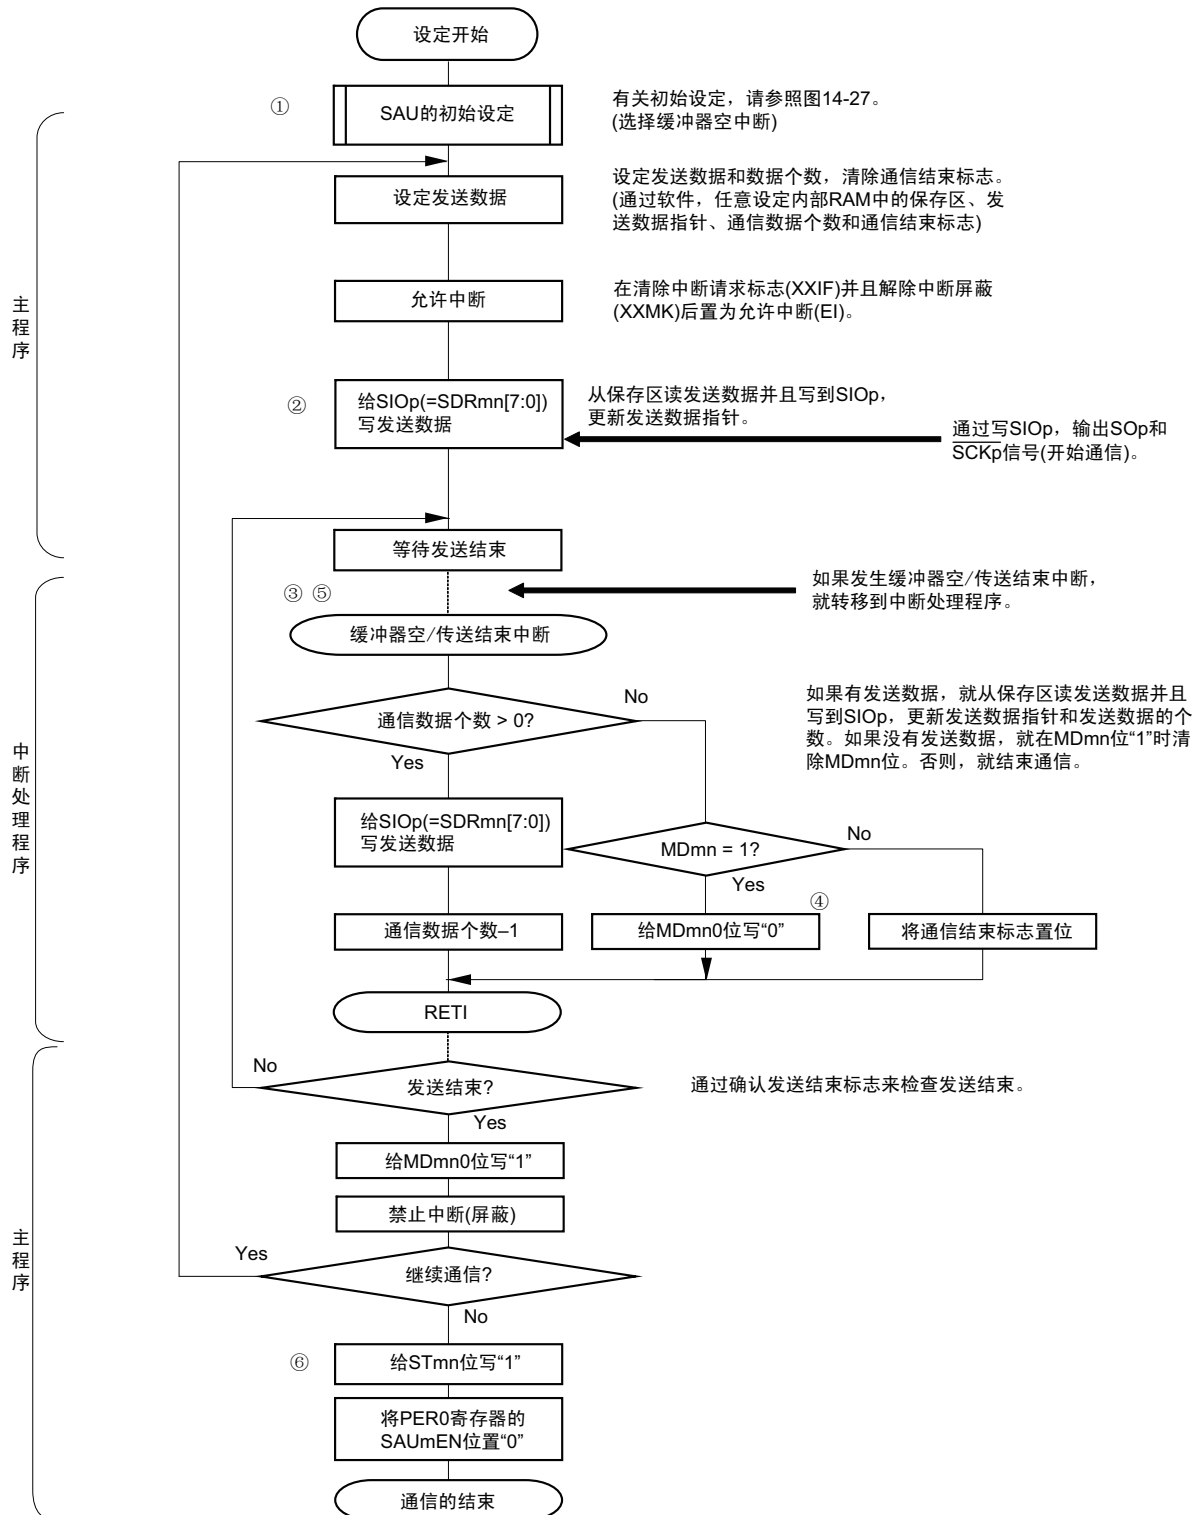 设定开始
①
SAU的初始设定
有关初始设定，请参照图14-27。
(选择缓冲器空中断)
设定发送数据
设定发送数据和数据个数，清除通信结束标志。
(通过软件，任意设定内部RAM中的保存区、发
送数据指针、通信数据个数和通信结束标志)
主程序
允许中断
在清除中断请求标志(XXIF)并且解除中断屏蔽
(XXMK)后置为允许中断(EI)。
②
给SIOp(=SDRmn[7:0])
写发送数据
从保存区读发送数据并且写到SIOp，
更新发送数据指针。
通过写SIOp，输出SOp和
SCKp信号(开始通信)。
等待发送结束
③ ⑤
如果发生缓冲器空/传送结束中断，
就转移到中断处理程序。
缓冲器空/传送结束中断
中断处理程序
通信数据个数 > 0?
No
Yes
如果有发送数据，就从保存区读发送数据并且
写到SIOp，更新发送数据指针和发送数据的个
数。如果没有发送数据，就在MDmn位“1”时清
除MDmn位。否则，就结束通信。
给SIOp(=SDRmn[7:0])
写发送数据
MDmn = 1?
No
Yes
④
通信数据个数–1
给MDmn0位写“0”
将通信结束标志置位
RETI
No
发送结束?
Yes
通过确认发送结束标志来检查发送结束。
给MDmn0位写“1”
禁止中断(屏蔽)
主程序
Yes
继续通信?
No
⑥
给STmn位写“1”
将PER0寄存器的
SAUmEN位置“0”
通信的结束